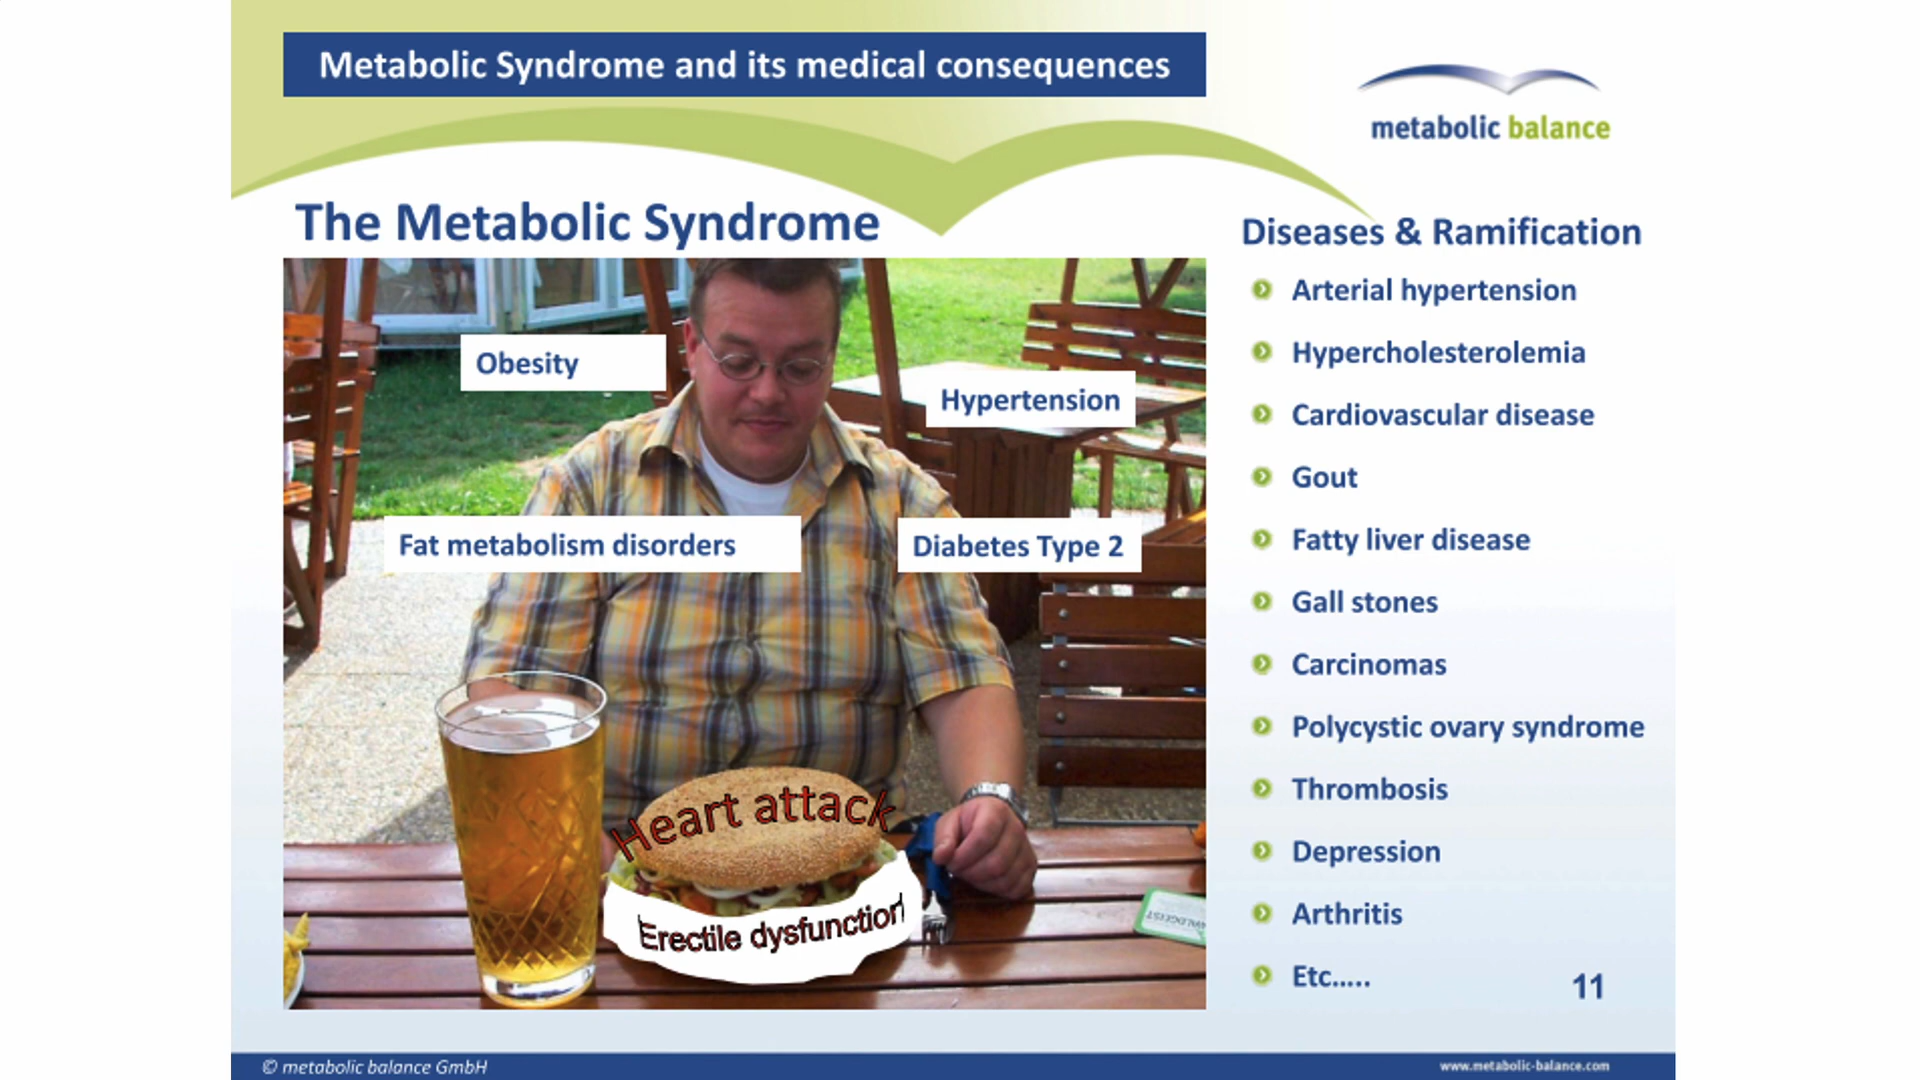 Metabolic Syndrome and its medical consequences
metabolic balance
The Metabolic Syndrome
Obesity
Hypertension
Fat metabolism disorders
Diabetes Type 2
Heart attack
Erectile dysfunction
Diseases & Ramification
Arterial hypertension
Hypercholesterolemia
Cardiovascular disease
Gout
Fatty liver disease
Gall stones
Carcinomas
Polycystic ovary syndrome
Thrombosis
Depression
Arthritis
Etc.....
11
© metabolic balance GmbH
www.metabolic-balance.com